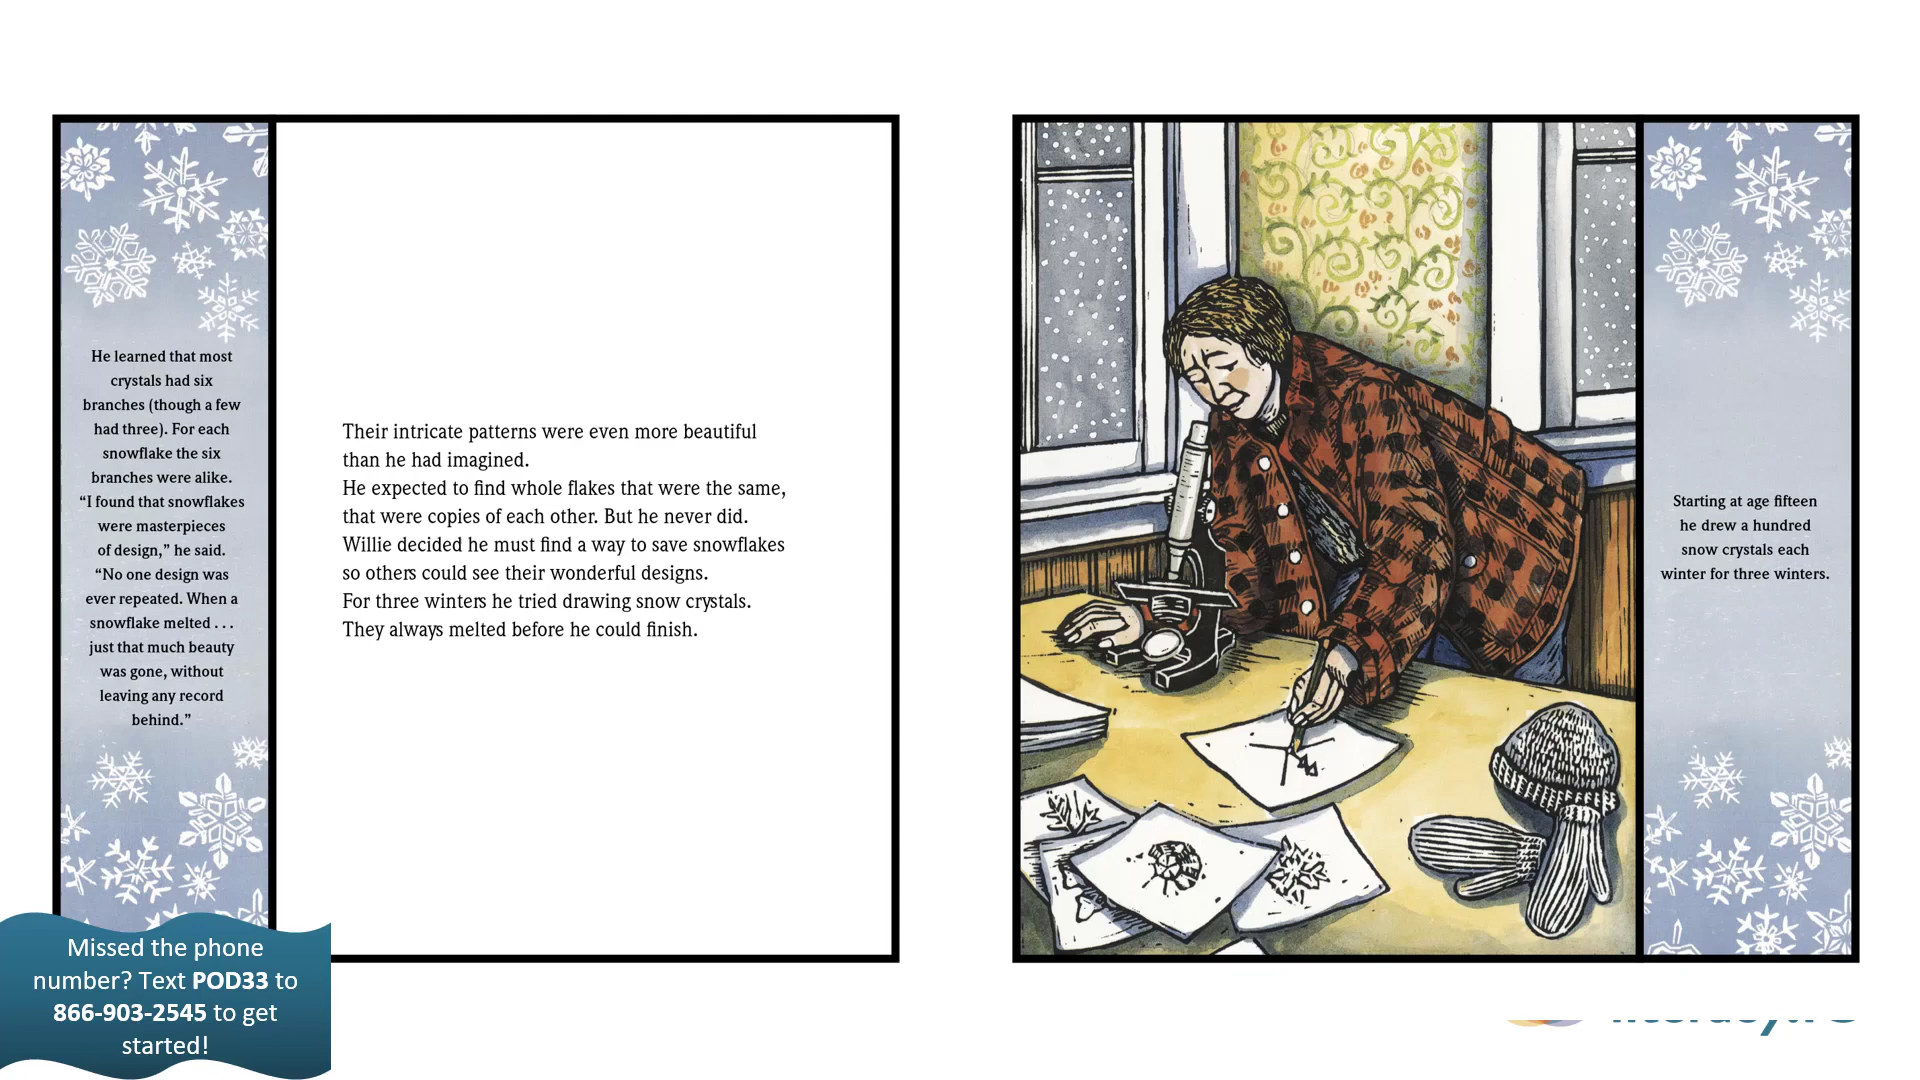 He learned that most
crystals had six
branches (though a few
had three). For each
snowflake the six
branches were alike.
“I found that snowflakes
were masterpieces
of design,” he said.
“No one design was
ever repeated. When a
snowflake melted . . .
just that much beauty
was gone, without
leaving any record
behind.”
Their intricate patterns were even more beautiful
than he had imagined.
He expected to find whole flakes that were the same,
that were copies of each other. But he never did.
Willie decided he must find a way to save snowflakes
so others could see their wonderful designs.
For three winters he tried drawing snow crystals.
They always melted before he could finish.
Starting at age fifteen
he drew a hundred
snow crystals each
winter for three winters.
Missed the phone
number? Text POD33 to
866-903-2545 to get
started!